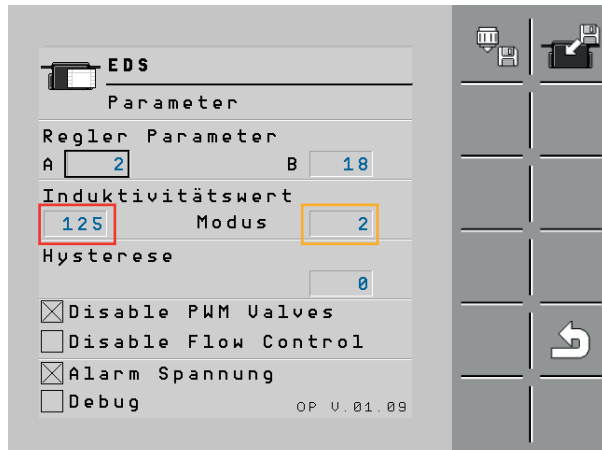 EDS
Parameter
Regler Parameter
A 2 B 18
Induktivitätswert
125 Modus 2
Hysterese
0
Disable PWM Valves
Disable Flow Control
Alarm Spannung
Debug OP V.01.09